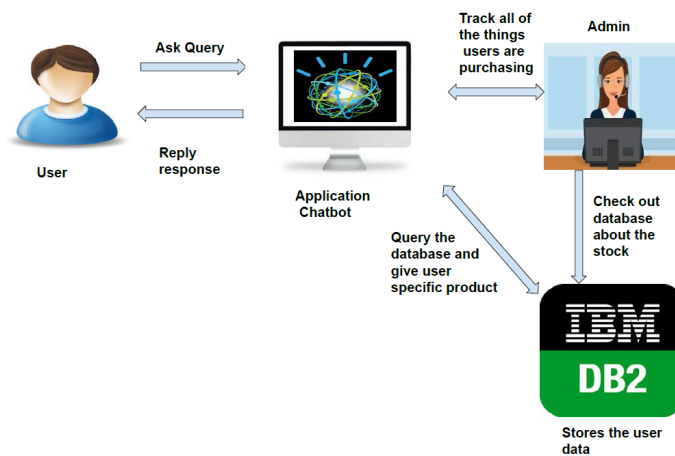 Ask Query
Reply
response
User
Application
Chatbot
Track all of
the things
users are
purchasing
Admin
Query the
database and
give user
specific product
Check out
database
about the
stock
IBM
DB2
Stores the user
data